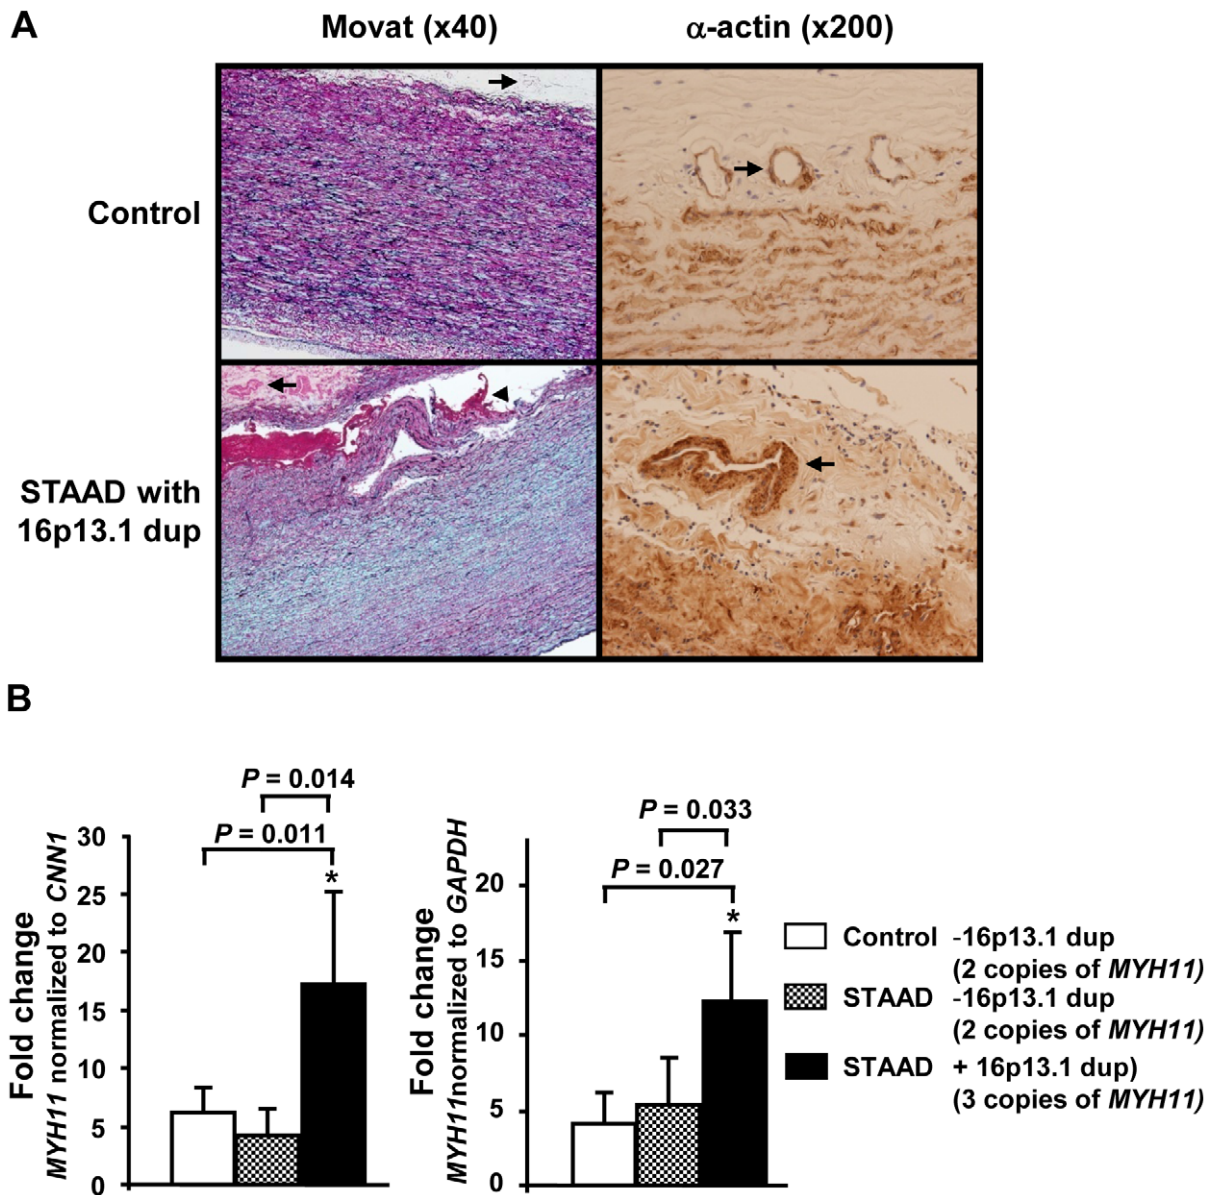 A
Movat (x40)
α-actin (x200)
Control
STAAD with
16p13.1 dup
B
P = 0.014
P = 0.011
*
30
25
20
15
10
5
0
Fold change
MYH11 normalized to CNN1
P = 0.033
P = 0.027
*
20
15
10
5
0
Fold change
MYH11normalized to GAPDH
Control -16p13.1 dup
(2 copies of MYH11)
STAAD -16p13.1 dup
(2 copies of MYH11)
STAAD + 16p13.1 dup)
(3 copies of MYH11)